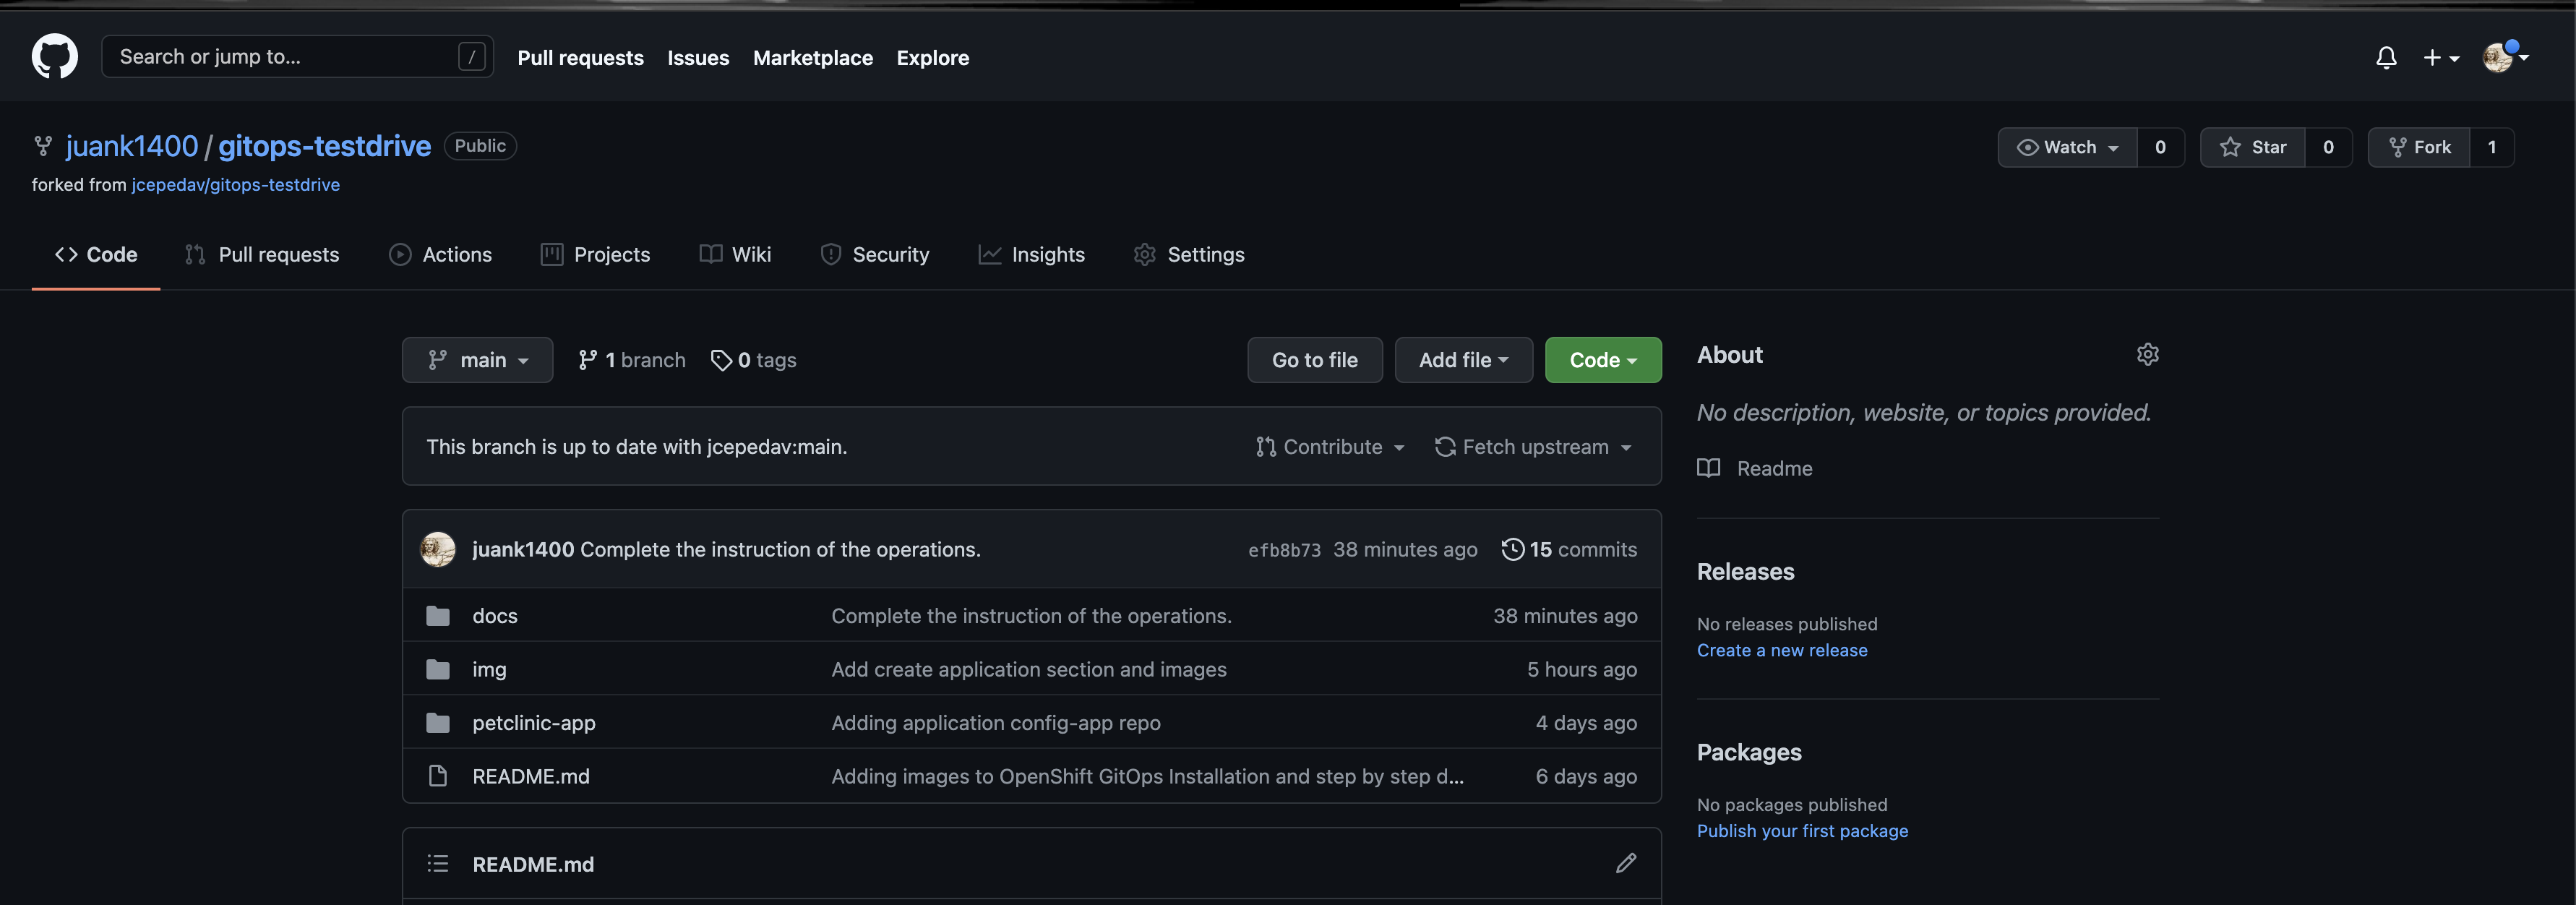 Search or jump to... /
Pull requests Issues Marketplace Explore
juank1400 / gitops-testdrive Public
Watch 0 Star 0 Fork 1
forked from jcepedav/gitops-testdrive
Code Pull requests Actions Projects Wiki Security Insights Settings
main 1 branch 0 tags Go to file Add file Code
This branch is up to date with jcepedav:main. Contribute Fetch upstream
juank1400 Complete the instruction of the operations. efb8b73 38 minutes ago 15 commits
docs Complete the instruction of the operations. 38 minutes ago
img Add create application section and images 5 hours ago
petclinic-app Adding application config-app repo 4 days ago
README.md Adding images to OpenShift GitOps Installation and step by step d... 6 days ago
README.md
About
No description, website, or topics provided.
Readme
Releases
No releases published
Create a new release
Packages
No packages published
Publish your first package